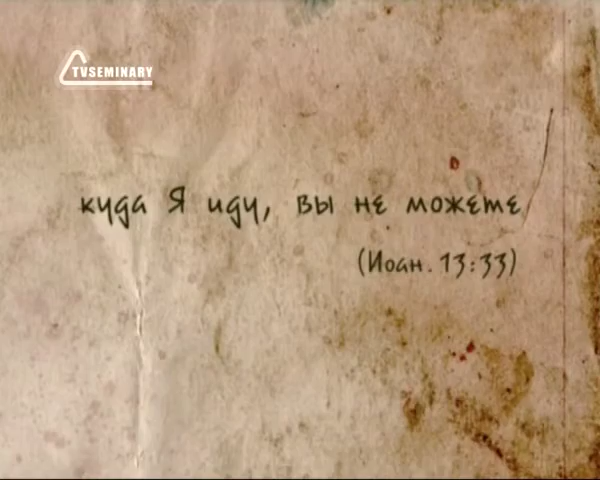 TVSEMINARY
куда Я иду, вы не можете
(Иоан. 13:33)